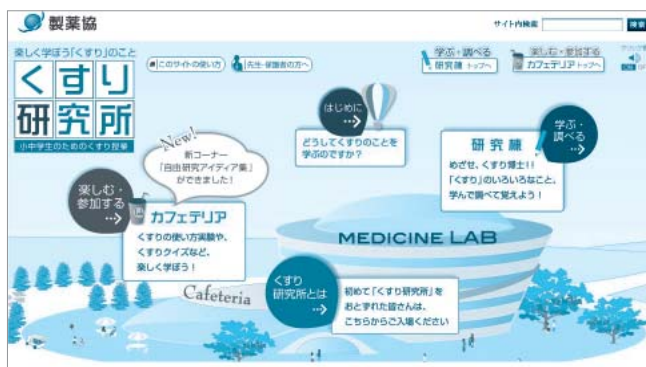 製薬協
サイト内検索
検索
楽しく学ぼう「くすり」のこと
くすり
研究所
小中学生のためのくすり授業
このサイトの使い方
先生・保護者の方へ
学ぶ・調べる
研究棟 トップへ
楽しむ・参加する
カフェテリア トップへ
はじめに
どうしてくすりのことを
学ぶのですか？
学ぶ・
調べる
研究棟
めざせ、くすり博士!!
「くすり」のいろいろなこと、
学んで調べて覚えよう！
New!
新コーナー
「自由研究アイディア集」
ができました！
楽しむ・
参加する
カフェテリア
くすりの使い方実験や、
くすりクイズなど、
楽しく学ぼう！
MEDICINE LAB
Cafeteria
くすり
研究所とは
初めて「くすり研究所」を
おとずれた皆さんは、
こちらからご入場ください